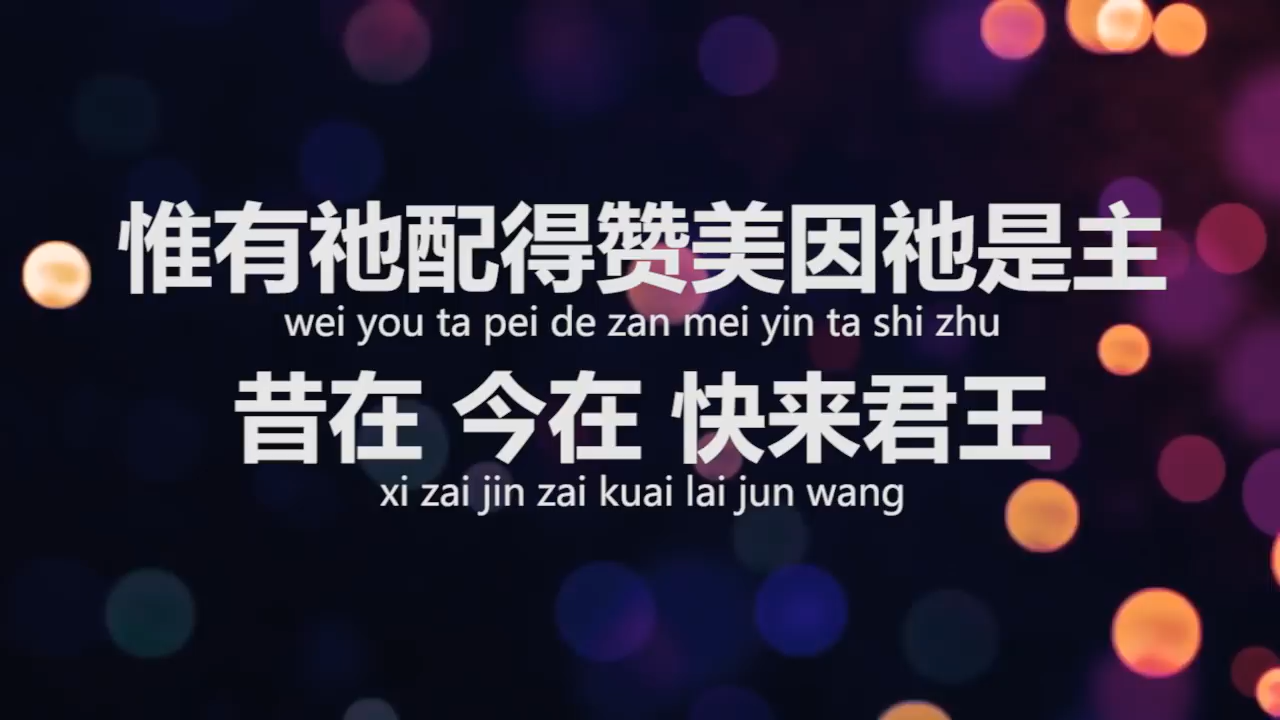 惟有祂配得赞美因祂是主
wei you ta pei de zan mei yin ta shi zhu
昔在 今在 快来君王
xi zai jin zai kuai lai jun wang